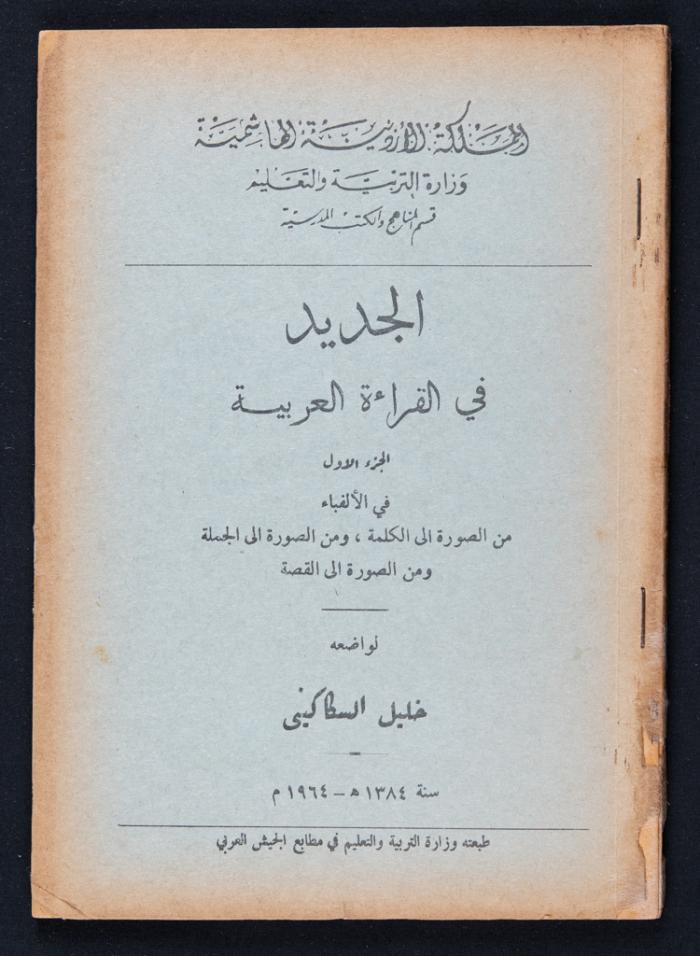 المملكة الأردنية الهاشمية
وزارة التربية والتعليم
قسم المناهج والكتب المدرسية
الجديد
في القراءة العربية
الجزء الاول
في الألفباء
من الصورة الى الكلمة ، ومن الصورة الى الجملة
ومن الصورة الى القصة
لواضعه
خليل السكاكيني
سنة ١٣٨٤ ه – ١٩٦٤ م
طبعته وزارة التربية والتعليم في مطابع الجيش العربي